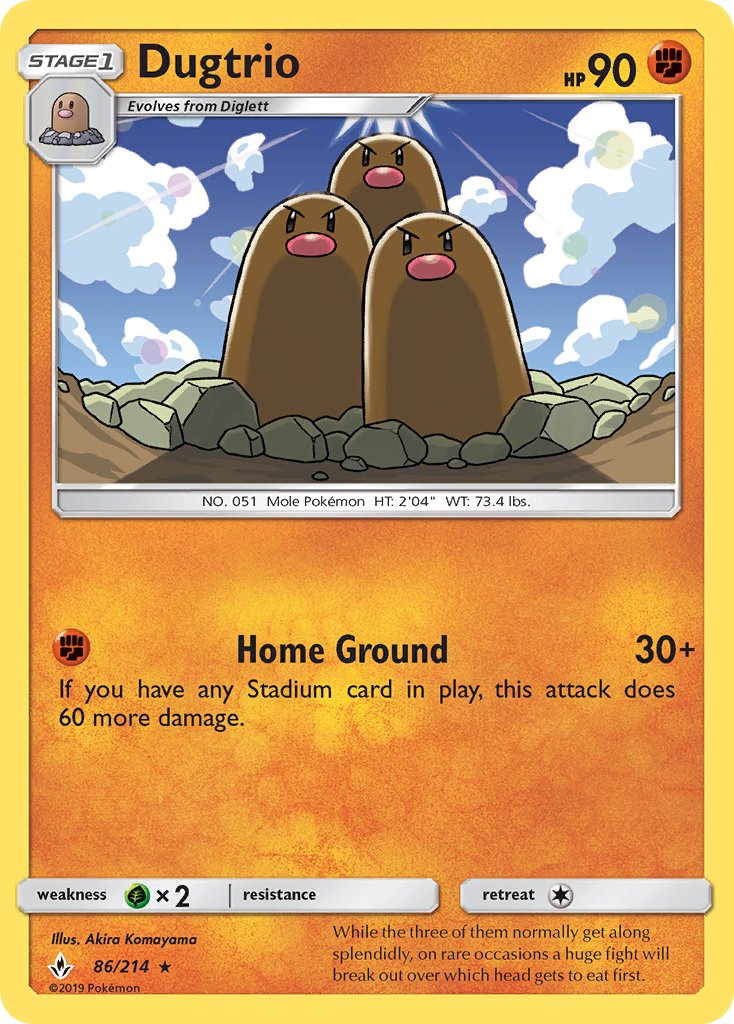 STAGE1
Dugtrio
HP90
Evolves from Diglett
NO. 051 Mole Pokémon HT: 2'04" WT: 73.4 lbs.
Home Ground 30+
If you have any Stadium card in play, this attack does
60 more damage.
weakness ×2 resistance retreat
Illus. Akira Komayama
86/214 ★
©2019 Pokémon
While the three of them normally get along
splendidly, on rare occasions a huge fight will
break out over which head gets to eat first.